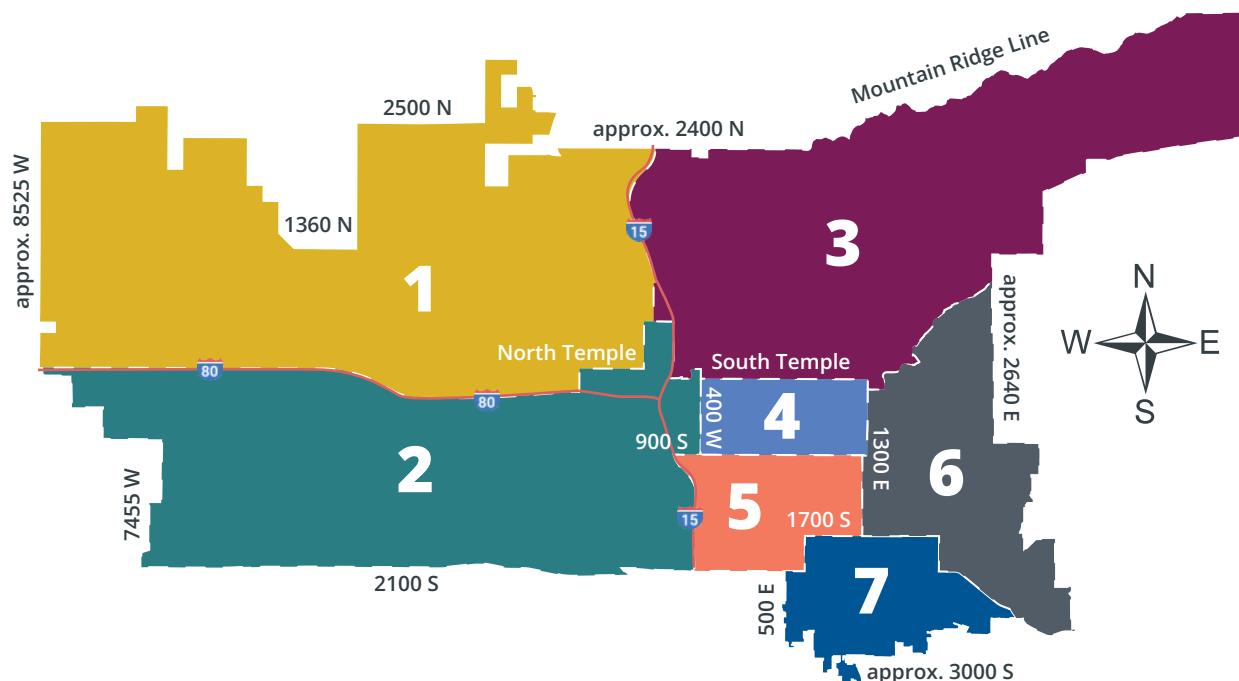 Mountain Ridge Line
2500 N
approx. 2400 N
approx. 8525 W
1360 N
15
3
1
approx. 2640 E
N
W
E
S
North Temple
South Temple
80
80
400 W
4
900 S
1300 E
2
6
7455 W
5
15
1700 S
2100 S
500 E
7
approx. 3000 S